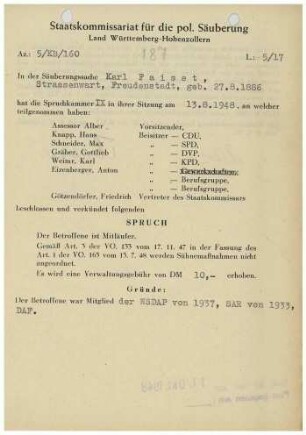 Staatskommissariat für die pol. Säuberung
Land Württemberg-Hohenzollern
Az: 5/KB/160
187
L.: 5/17
In der Säuberungssache Karl Faisst,
Strassenwart, Freudenstadt, geb. 27.8.1886
hat die Spruchkammer IX in ihrer Sitzung am 13.8.1948. an welcher
teilgenommen haben:
Assessor Alber, Vorsitzender,
Knapp, Hans Beisitzer — CDU,
Schneider, Max „ — SPD,
Gräber, Gottlieb „ — DVP,
Weimer, Karl „ — KPD,
Eizenberger, Anton „ — Gewerkschaften,
„ — Berufsgruppe,
„ — Berufsgruppe,
Götzendörfer, Friedrich Vertreter des Staatskommissars
beschlossen und verkündet folgenden
SPRUCH
Der Betroffene ist Mitläufer.
Gemäß Art. 5 der VO. 133 vom 17. 11. 47 in der Fassung des
Art. 1 der VO. 165 vom 13. 7. 48 werden Sühnemaßnahmen nicht
angeordnet.
Es wird eine Verwaltungsgebühr von DM 10,- erhoben.
Gründe:
Der Betroffene war Mitglied der NSDAP von 1937, SAR von 1933,
DAF.